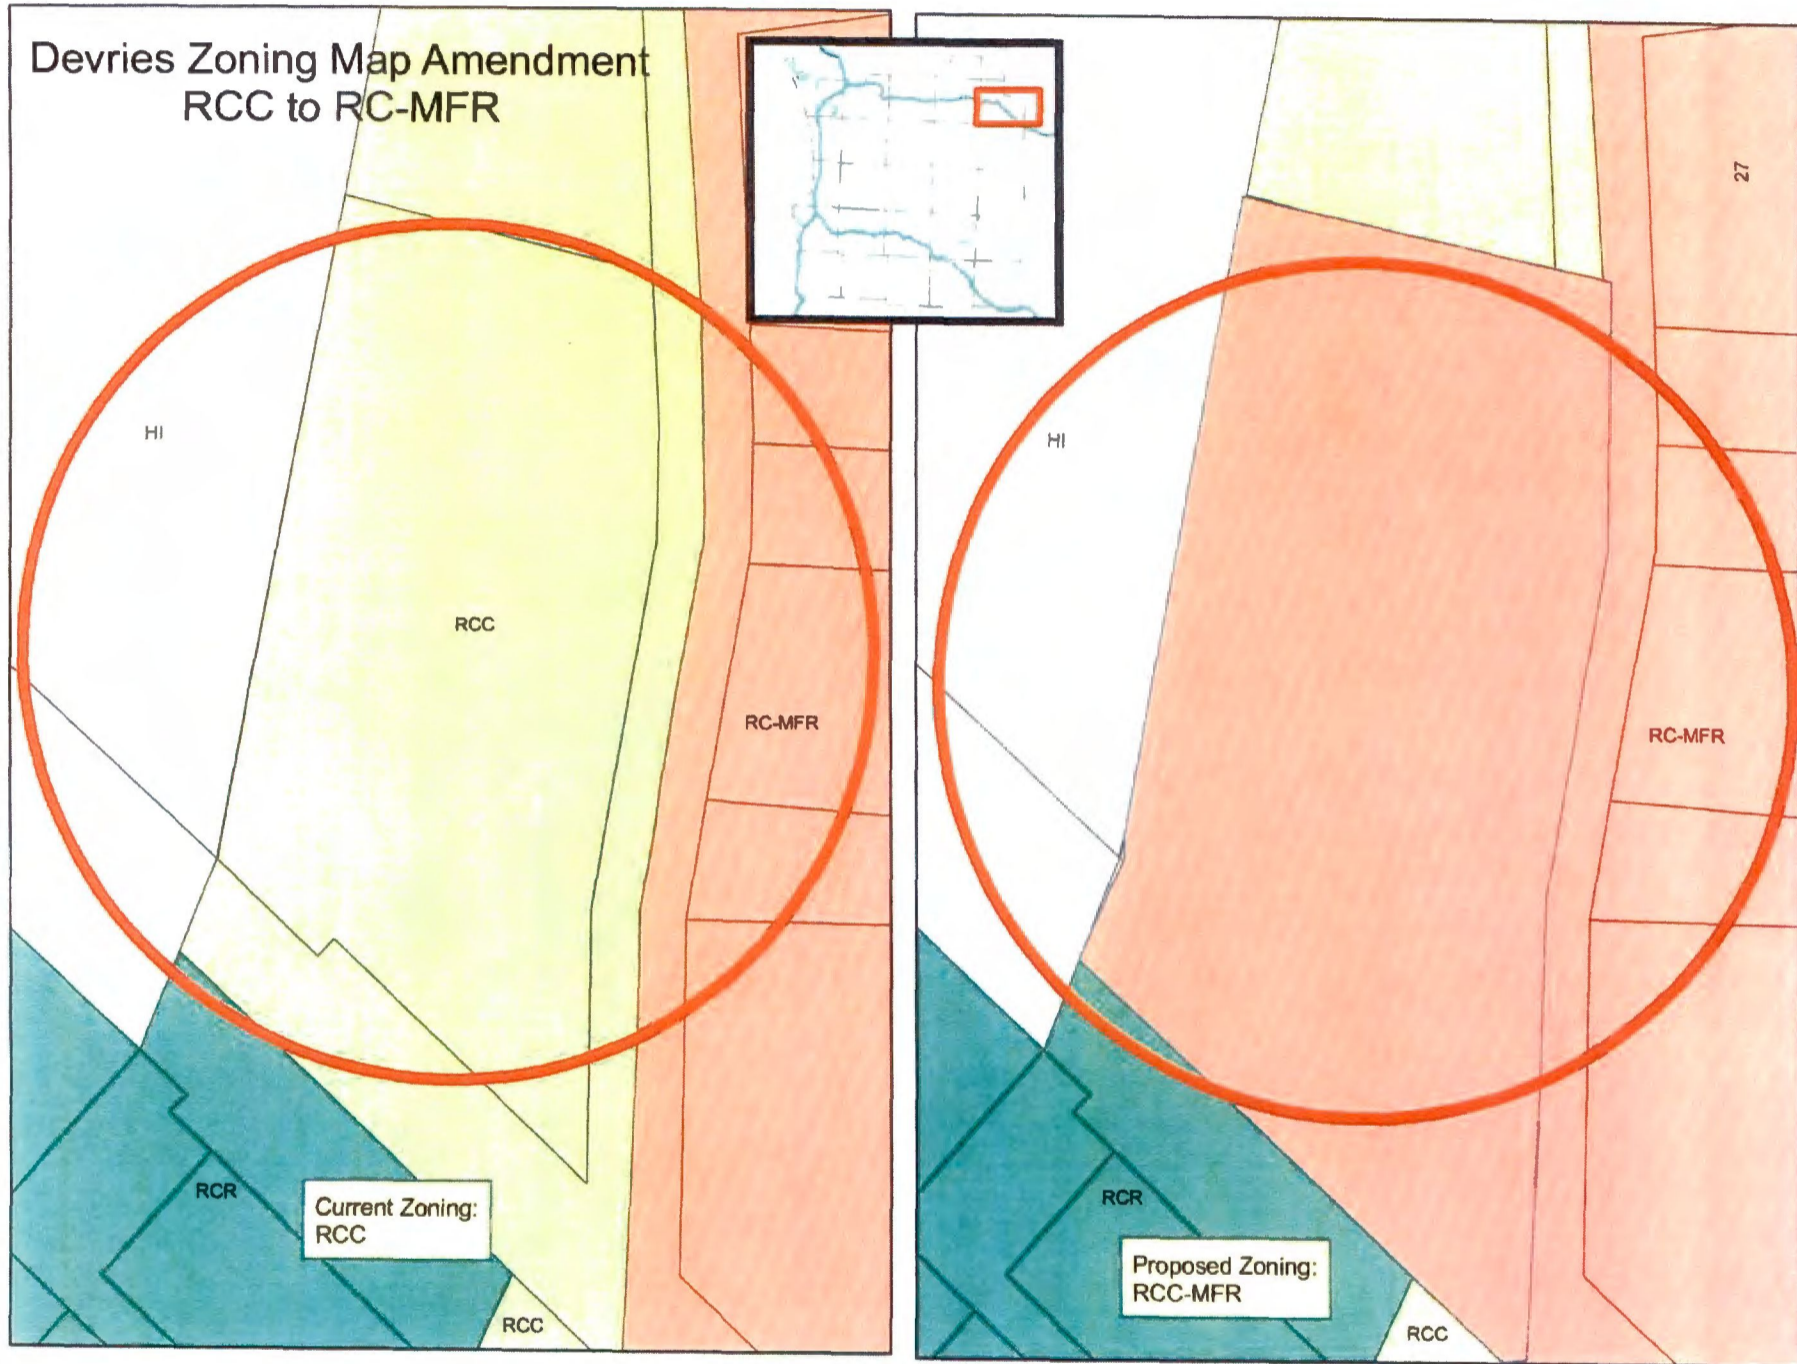 Devries Zoning Map Amendment
RCC to RC-MFR
HI
RCC
RC-MFR
RCR
Current Zoning:
RCC
RCC
27
HI
RC-MFR
RCR
Proposed Zoning:
RCC-MFR
RCC